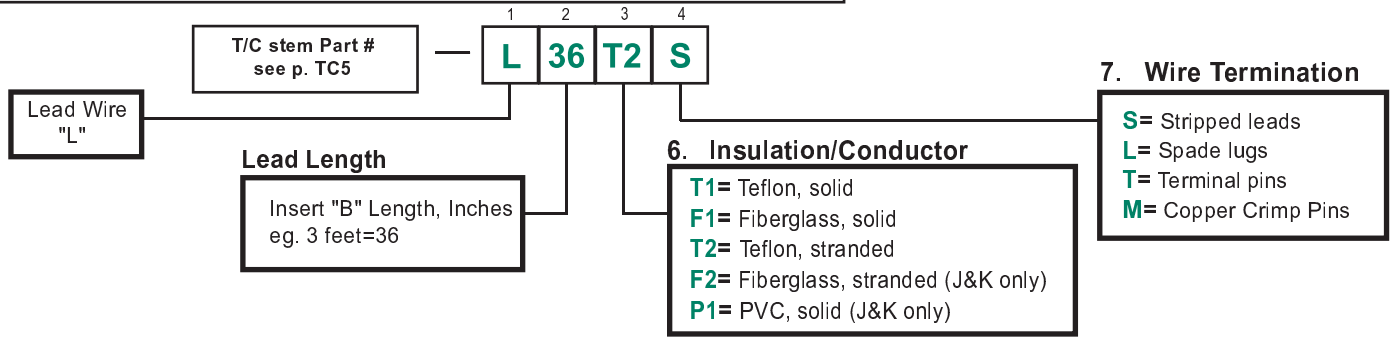 1 2 3 4
T/C stem Part #
see p. TC5
L 36 T2 S
7. Wire Termination
Lead Wire
"L"
S= Stripped leads
L= Spade lugs
T= Terminal pins
M= Copper Crimp Pins
Lead Length
Insert "B" Length, Inches
eg. 3 feet=36
6. Insulation/Conductor
T1= Teflon, solid
F1= Fiberglass, solid
T2= Teflon, stranded
F2= Fiberglass, stranded (J&K only)
P1= PVC, solid (J&K only)